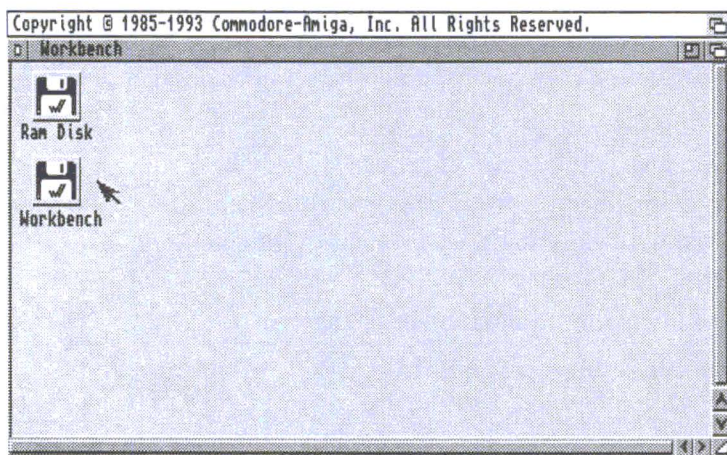 Copyright © 1985-1993 Commodore-Amiga, Inc. All Rights Reserved.
Workbench
Ram Disk
Workbench